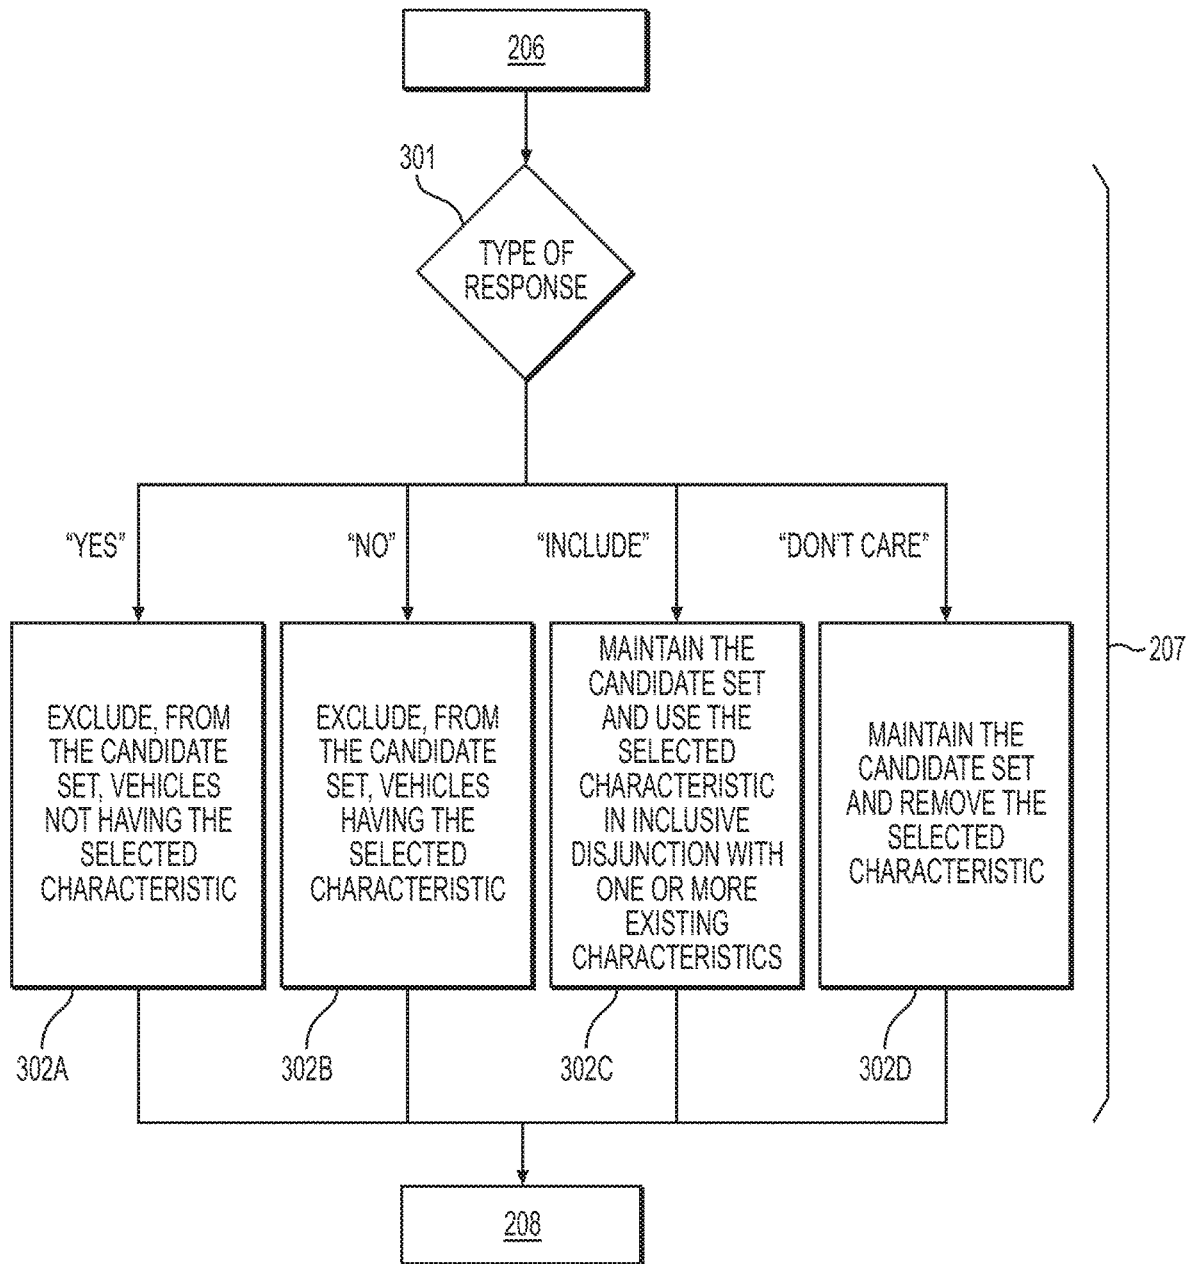 206
301
TYPE OF
RESPONSE
“YES”
“NO”
“INCLUDE”
“DON'T CARE”
EXCLUDE, FROM
THE CANDIDATE
SET, VEHICLES
NOT HAVING THE
SELECTED
CHARACTERISTIC
EXCLUDE, FROM
THE CANDIDATE
SET, VEHICLES
HAVING THE
SELECTED
CHARACTERISTIC
MAINTAIN THE
CANDIDATE SET
AND USE THE
SELECTED
CHARACTERISTIC
IN INCLUSIVE
DISJUNCTION WITH
ONE OR MORE
EXISTING
CHARACTERISTICS
MAINTAIN THE
CANDIDATE SET
AND REMOVE THE
SELECTED
CHARACTERISTIC
207
302A
302B
302C
302D
208